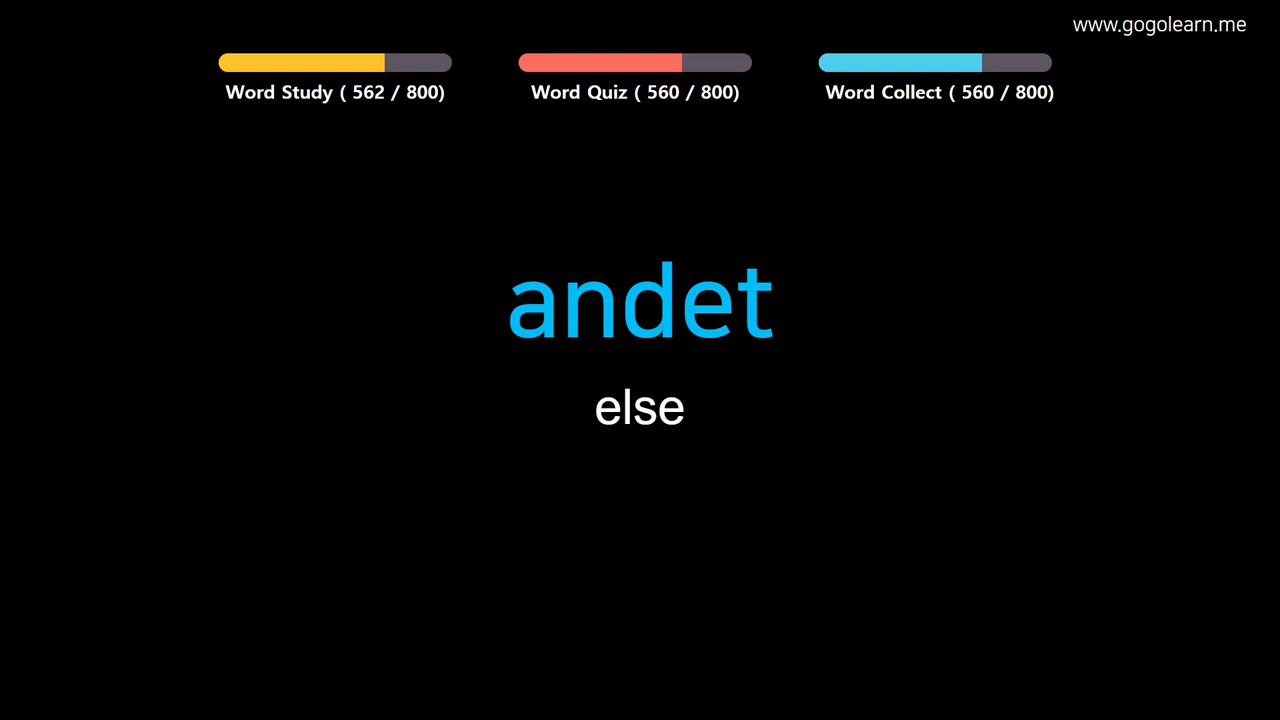 www.gogolearn.me
Word Study ( 562 / 800)
Word Quiz ( 560 / 800)
Word Collect ( 560 / 800)
andet
else